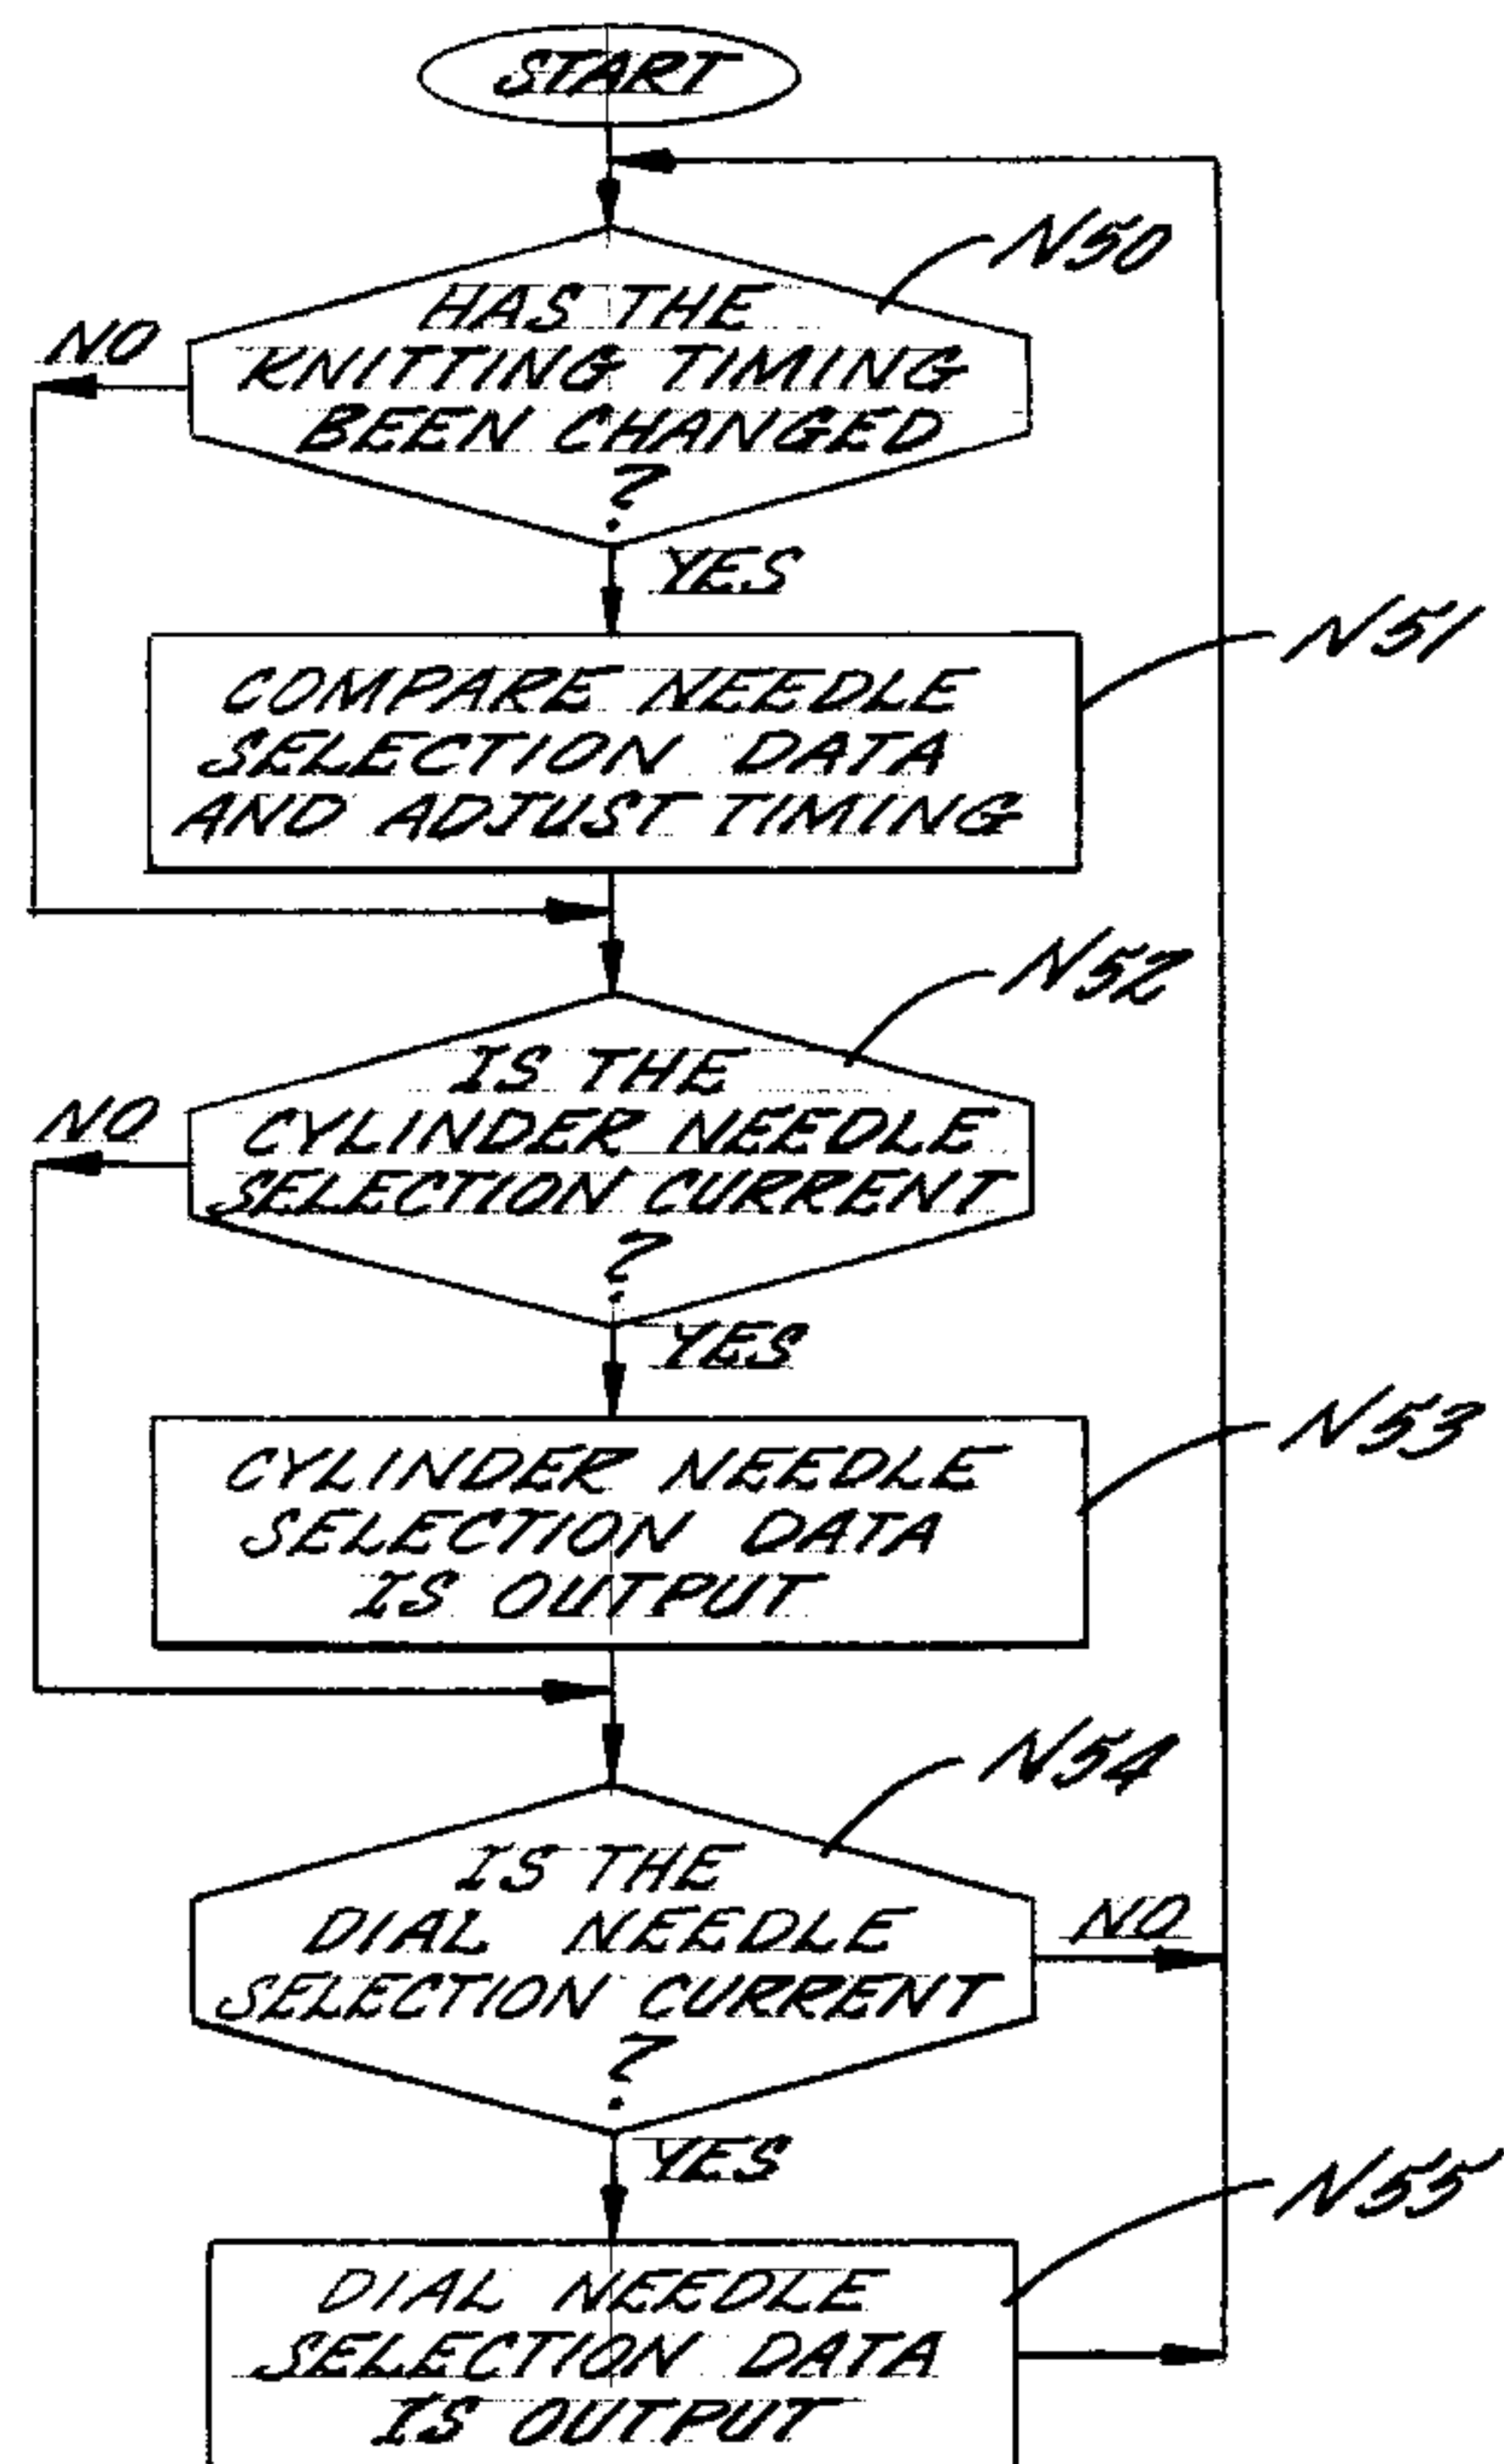 START
N50
HAS THE
KNITTING TIMING
BEEN CHANGED
?
NO
YES
N51
COMPARE NEEDLE
SELECTION DATA
AND ADJUST TIMING
N52
IS THE
CYLINDER NEEDLE
SELECTION CURRENT
?
NO
YES
N53
CYLINDER NEEDLE
SELECTION DATA
IS OUTPUT
N54
IS THE
DIAL NEEDLE
SELECTION CURRENT
?
NO
YES
N55
DIAL NEEDLE
SELECTION DATA
IS OUTPUT